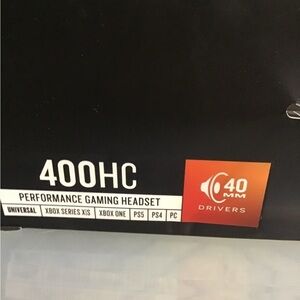 400HC
PERFORMANCE GAMING HEADSET
UNIVERSAL XBOX SERIES X|S XBOX ONE PS5 PS4 PC
40
MM
DRIVERS